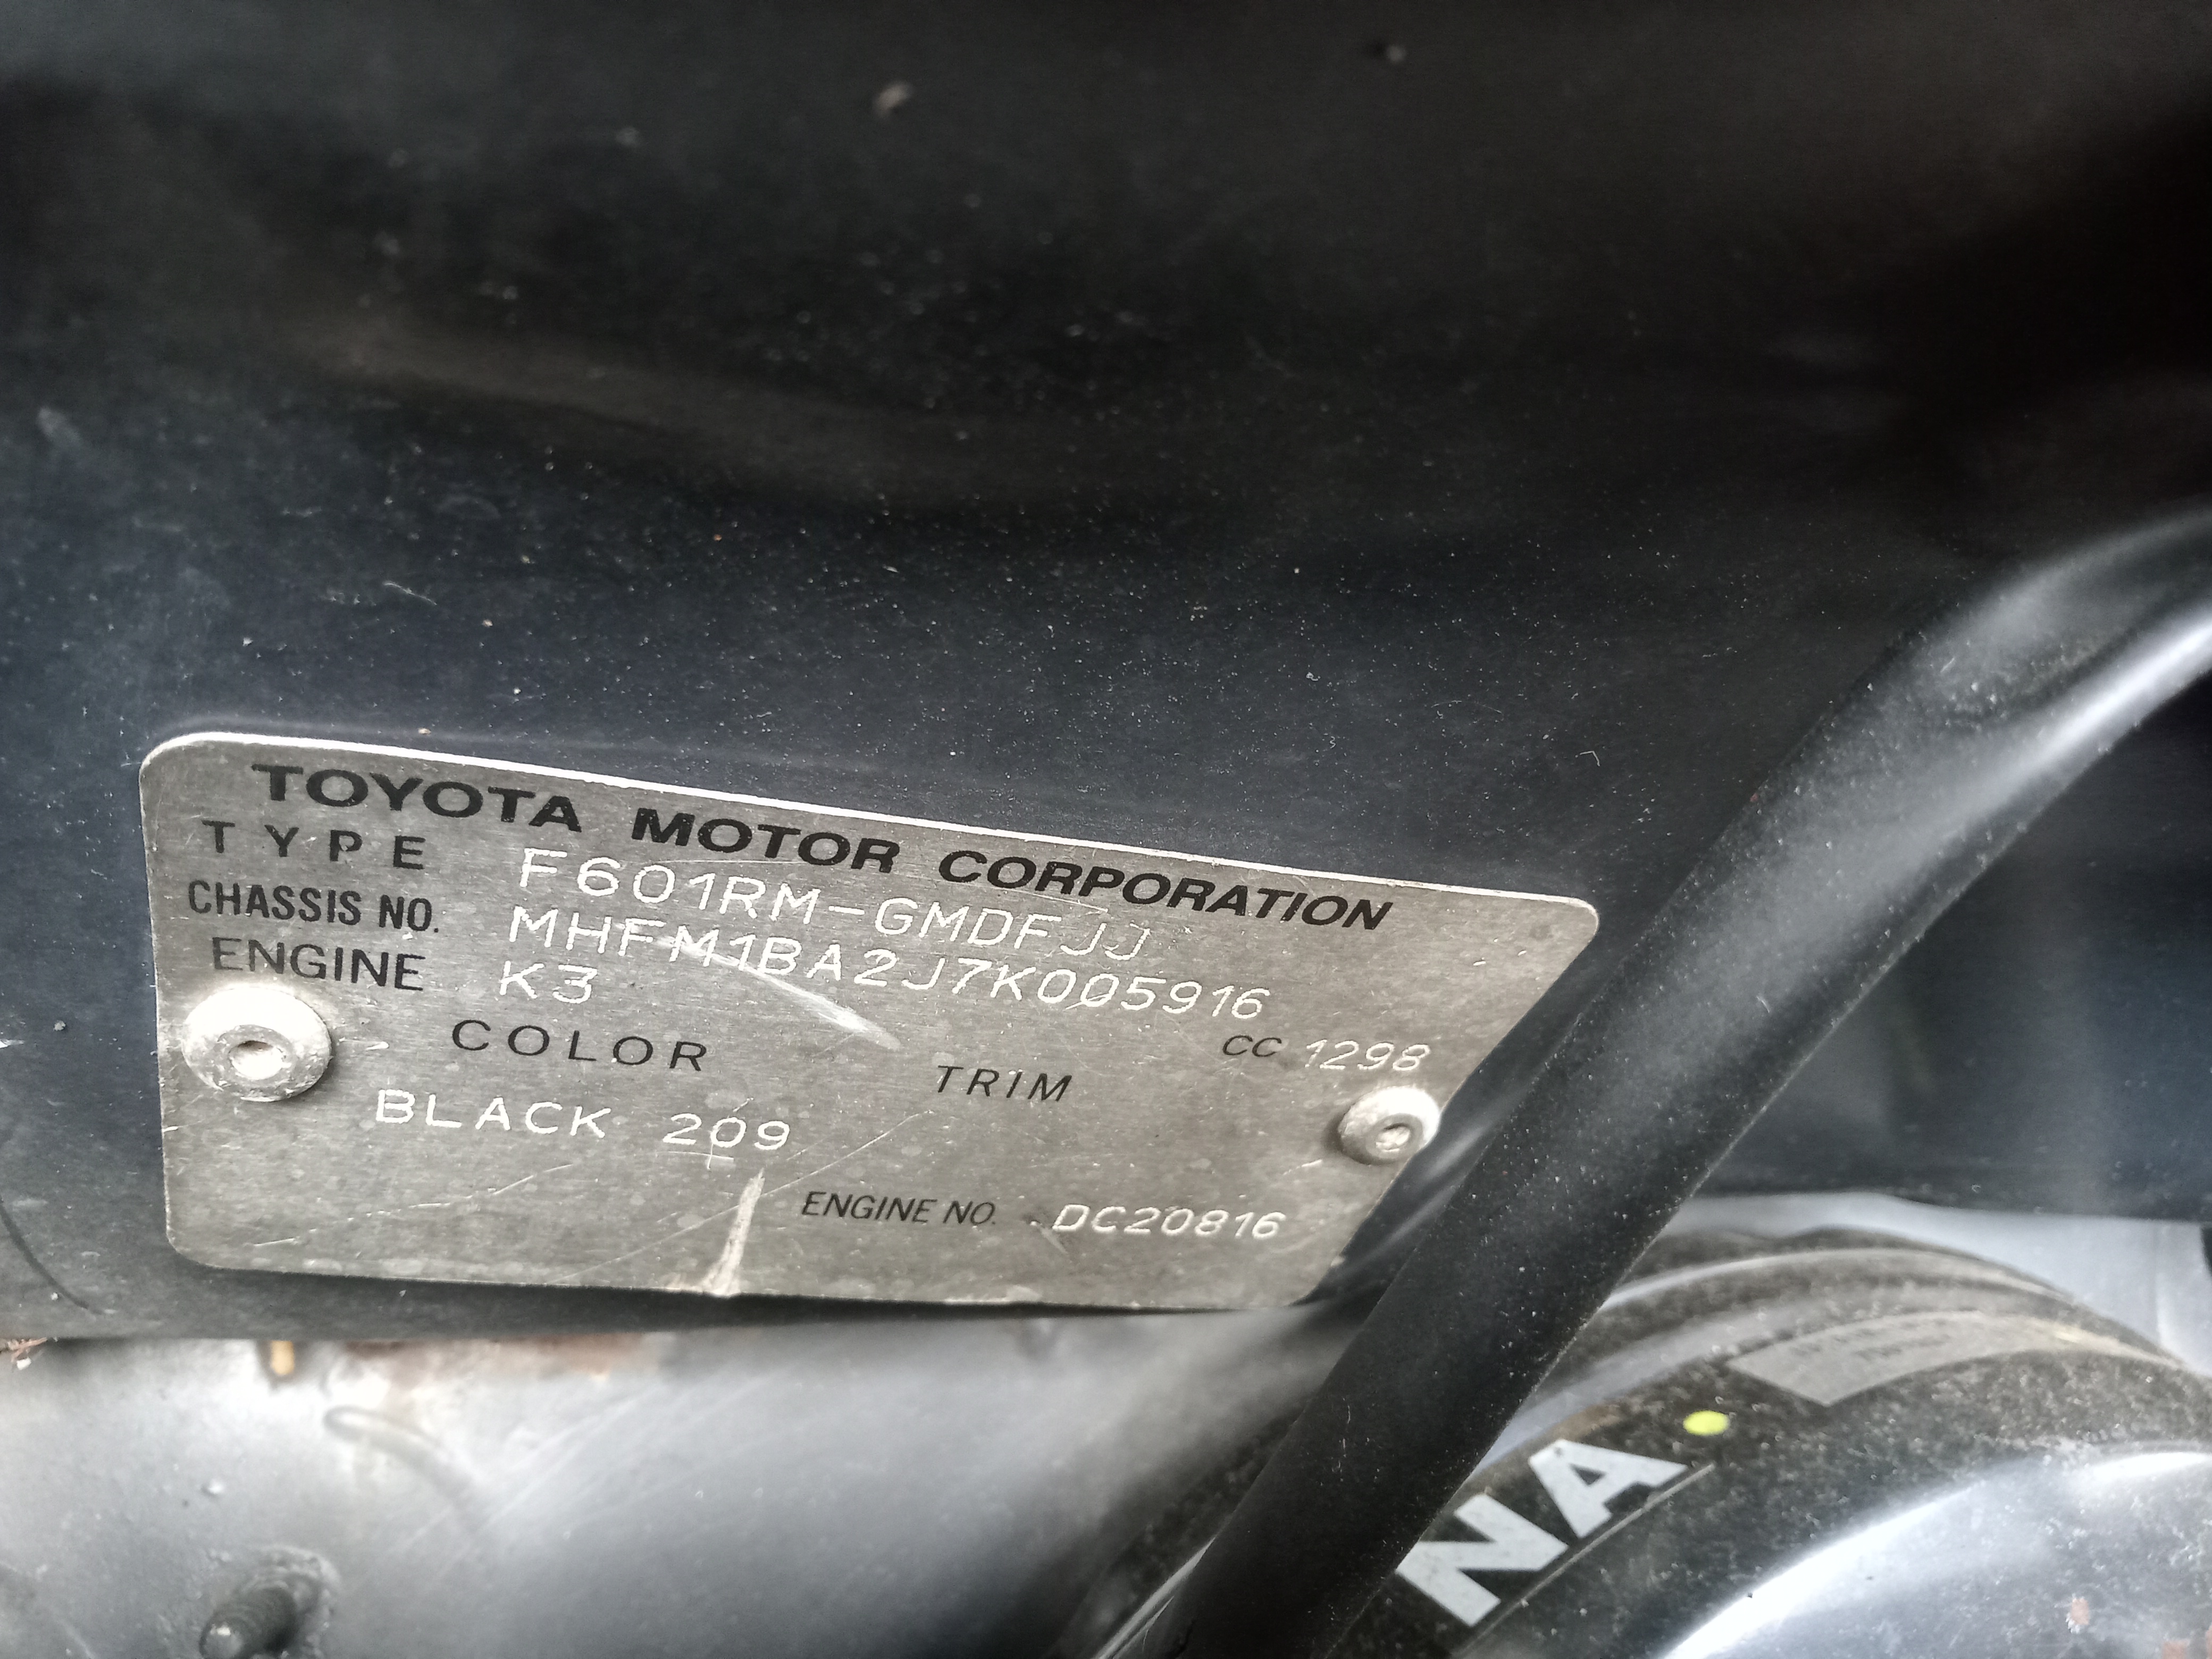 TOYOTA MOTOR CORPORATION
TYPE F601RM-GMDFJJ
CHASSIS NO. MHFM1BA2J7K005916
ENGINE K3
CC 1298
COLOR TRIM
BLACK 209
ENGINE NO. DC20816
NA